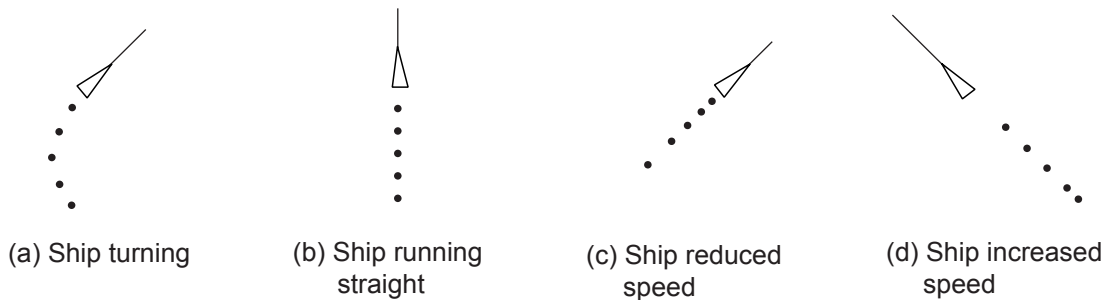 (a) Ship turning
(b) Ship running
straight
(c) Ship reduced
speed
(d) Ship increased
speed